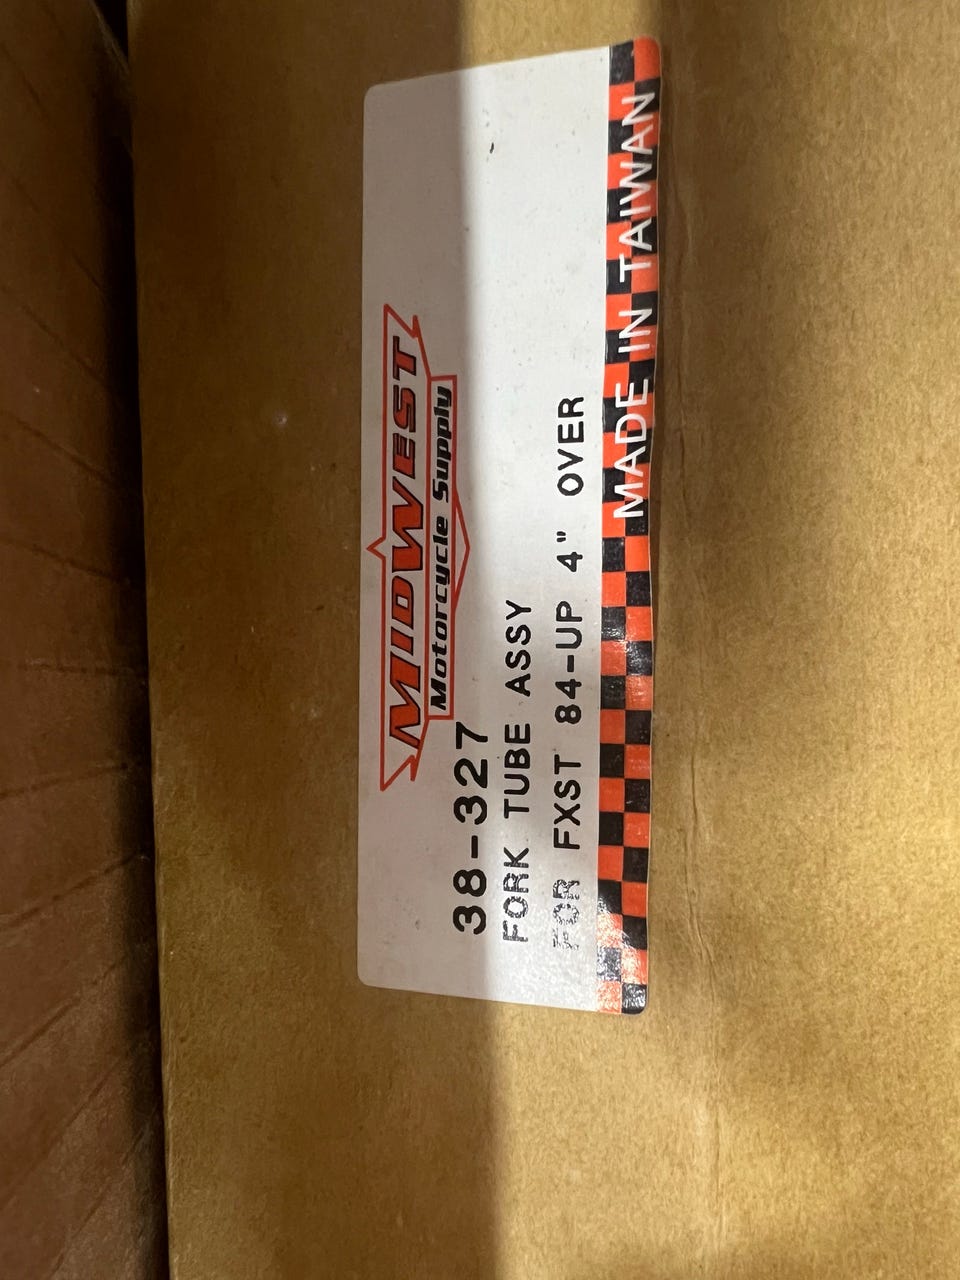 MIDWEST
Motorcycle Supply
38-327
FORK TUBE ASSY
FOR FXST 84-UP 4" OVER
MADE IN TAIWAN